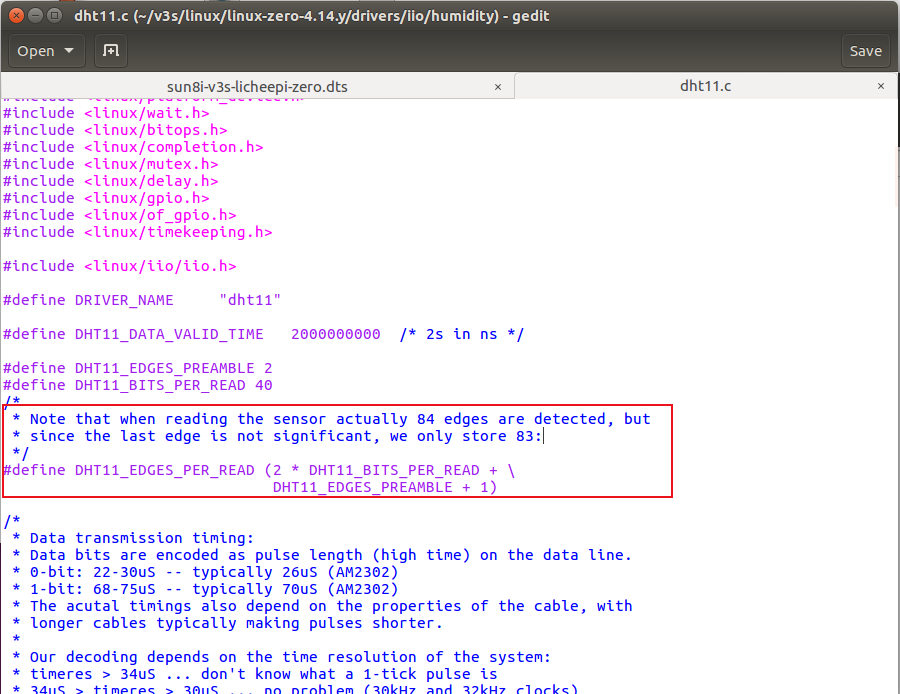 dht11.c (~/v3s/linux/linux-zero-4.14.y/drivers/iio/humidity) - gedit
Open Save
sun8i-v3s-licheepi-zero.dts × dht11.c ×
#include <linux/platform_device.h>
#include <linux/wait.h>
#include <linux/bitops.h>
#include <linux/completion.h>
#include <linux/mutex.h>
#include <linux/delay.h>
#include <linux/gpio.h>
#include <linux/of_gpio.h>
#include <linux/timekeeping.h>
#include <linux/iio/iio.h>
#define DRIVER_NAME     "dht11"
#define DHT11_DATA_VALID_TIME   2000000000  /* 2s in ns */
#define DHT11_EDGES_PREAMBLE 2
#define DHT11_BITS_PER_READ 40
/*
 * Note that when reading the sensor actually 84 edges are detected, but
 * since the last edge is not significant, we only store 83:
 */
#define DHT11_EDGES_PER_READ (2 * DHT11_BITS_PER_READ + \
                              DHT11_EDGES_PREAMBLE + 1)
/*
 * Data transmission timing:
 * Data bits are encoded as pulse length (high time) on the data line.
 * 0-bit: 22-30uS -- typically 26uS (AM2302)
 * 1-bit: 68-75uS -- typically 70uS (AM2302)
 * The acutal timings also depend on the properties of the cable, with
 * longer cables typically making pulses shorter.
 *
 * Our decoding depends on the time resolution of the system:
 * timeres > 34uS ... don't know what a 1-tick pulse is
 * 34uS > timeres > 30uS ... no problem (30kHz and 32kHz clocks)